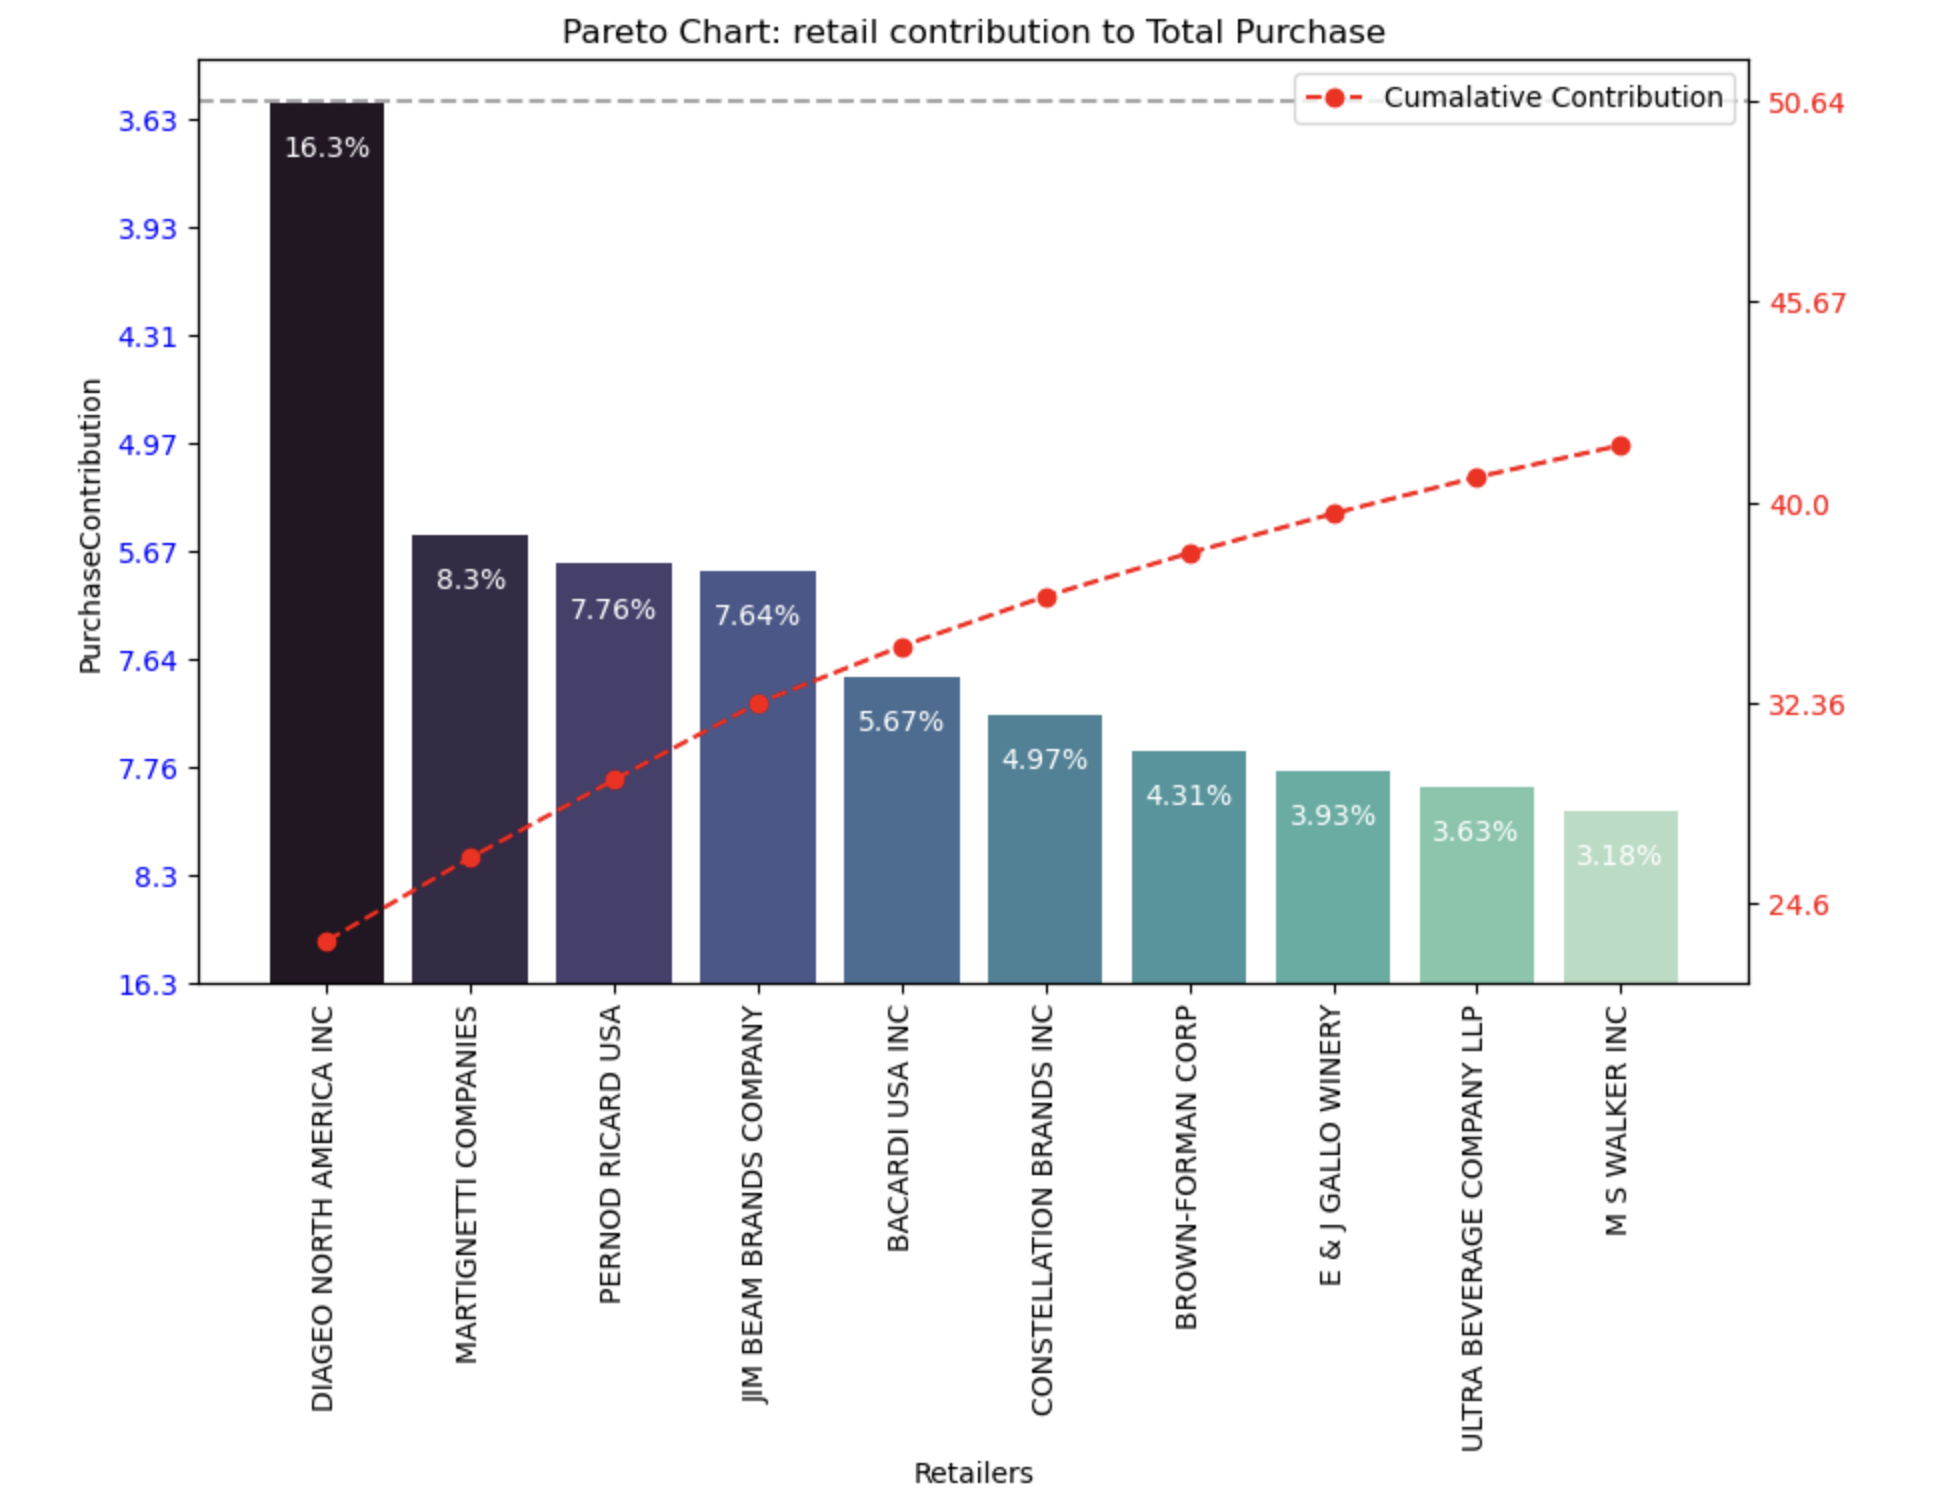 Pareto Chart: retail contribution to Total Purchase
Cumalative Contribution
PurchaseContribution
3.63
3.93
4.31
4.97
5.67
7.64
7.76
8.3
16.3
16.3%
8.3%
7.76%
7.64%
5.67%
4.97%
4.31%
3.93%
3.63%
3.18%
50.64
45.67
40.0
32.36
24.6
DIAGEO NORTH AMERICA INC
MARTIGNETTI COMPANIES
PERNOD RICARD USA
JIM BEAM BRANDS COMPANY
BACARDI USA INC
CONSTELLATION BRANDS INC
BROWN-FORMAN CORP
E & J GALLO WINERY
ULTRA BEVERAGE COMPANY LLP
M S WALKER INC
Retailers